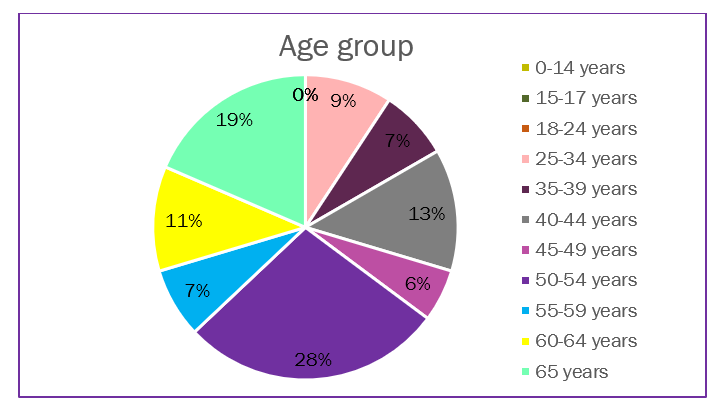 Age group
0%
9%
7%
13%
6%
28%
7%
11%
19%
0-14 years
15-17 years
18-24 years
25-34 years
35-39 years
40-44 years
45-49 years
50-54 years
55-59 years
60-64 years
65 years